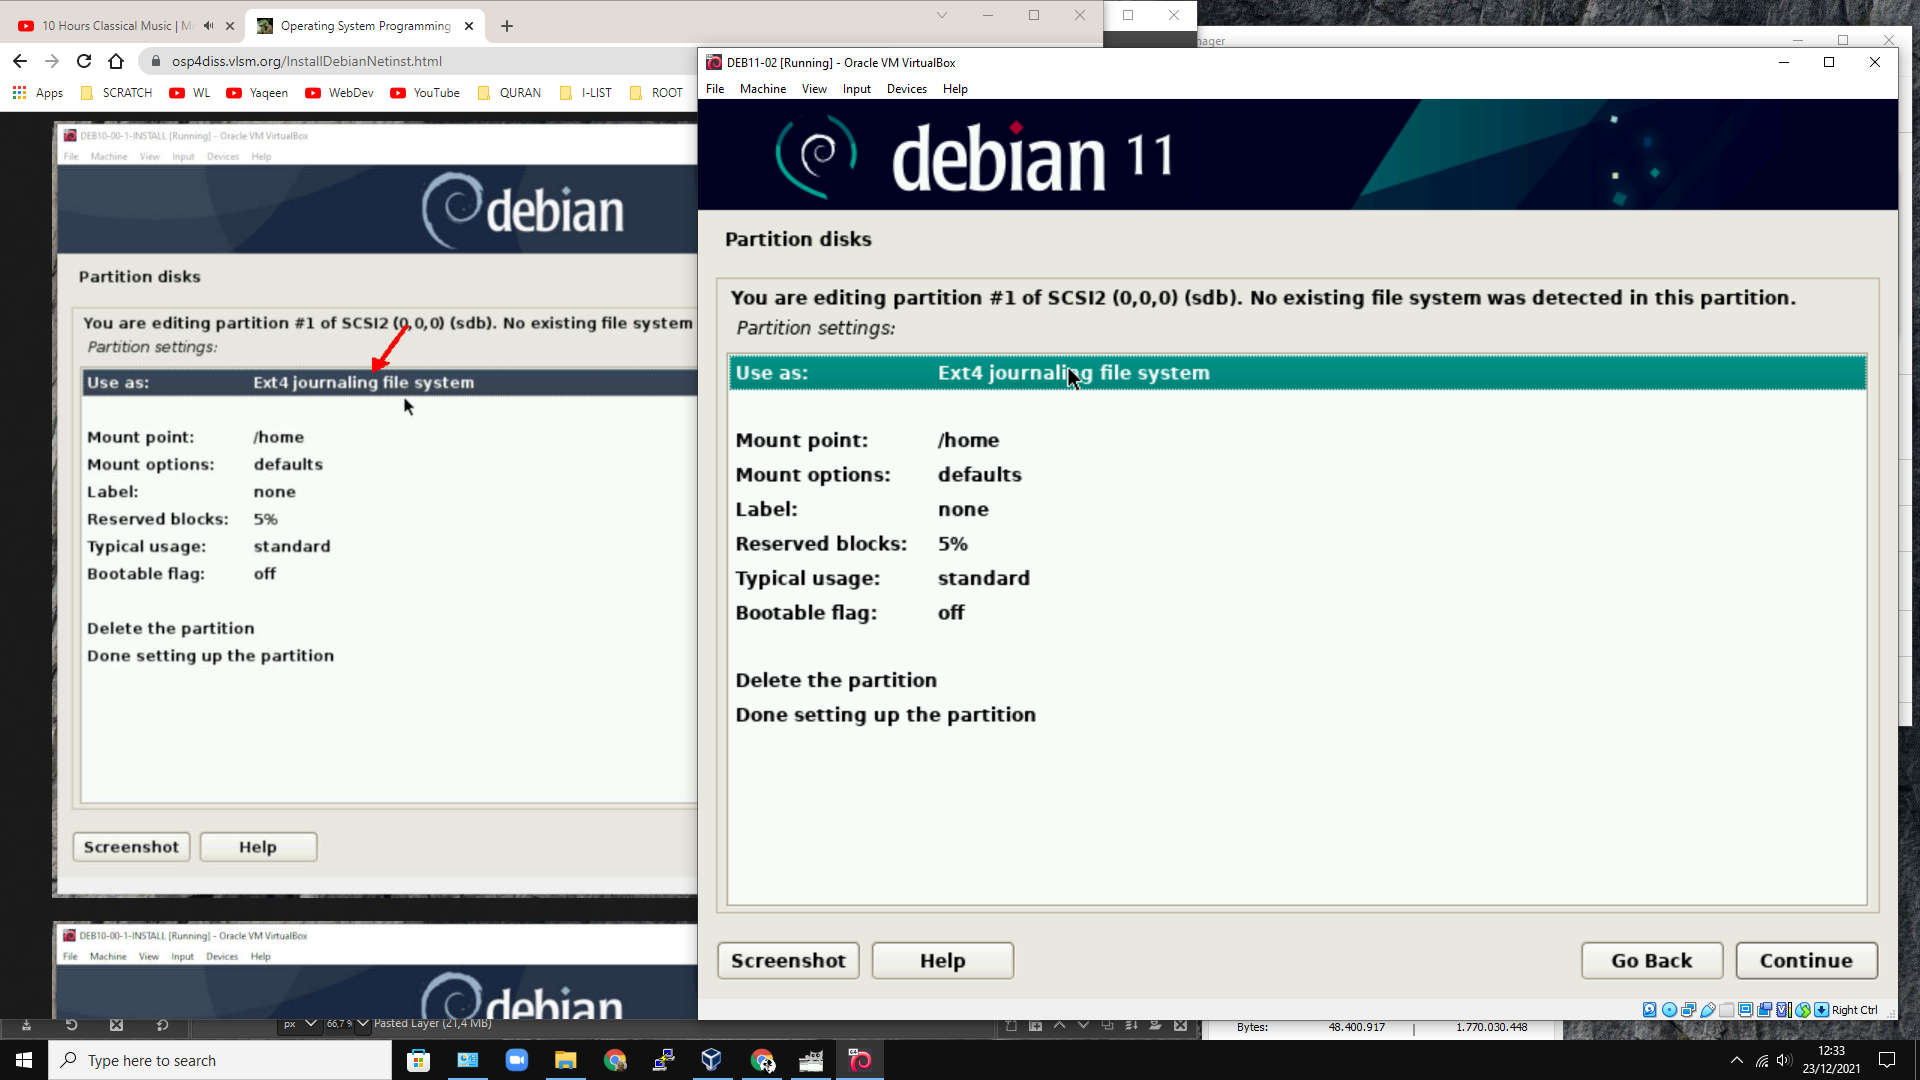 10 Hours Classical Music | M
Operating System Programming
osp4diss.vlsm.org/InstallDebianNetinst.html
Apps
SCRATCH
WL
Yaqeen
WebDev
YouTube
QURAN
I-LIST
ROOT
DEB10-00-1-INSTALL [Running] - Oracle VM VirtualBox
File Machine View Input Devices Help
debian
Partition disks
You are editing partition #1 of SCSI2 (0,0,0) (sdb). No existing file system
Partition settings:
Use as: Ext4 journaling file system
Mount point: /home
Mount options: defaults
Label: none
Reserved blocks: 5%
Typical usage: standard
Bootable flag: off
Delete the partition
Done setting up the partition
Screenshot Help
DEB10-00-1-INSTALL [Running] - Oracle VM VirtualBox
File Machine View Input Devices Help
debian
px 66,7 Pasted Layer (21,4 MB)
nager
DEB11-02 [Running] - Oracle VM VirtualBox
File Machine View Input Devices Help
debian 11
Partition disks
You are editing partition #1 of SCSI2 (0,0,0) (sdb). No existing file system was detected in this partition.
Partition settings:
Use as: Ext4 journaling file system
Mount point: /home
Mount options: defaults
Label: none
Reserved blocks: 5%
Typical usage: standard
Bootable flag: off
Delete the partition
Done setting up the partition
Screenshot Help Go Back Continue
Right Ctrl
Bytes: 48.400.917 | 1.770.030.448
Type here to search
12:33
23/12/2021